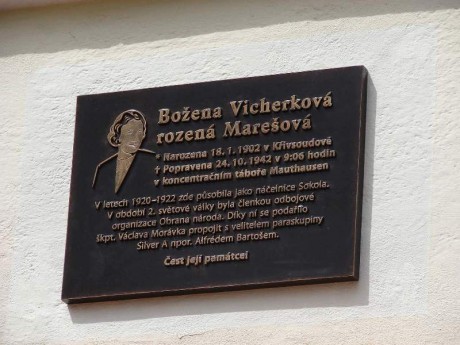 Božena Vicherková
rozená Marešová
* Narozena 18. 1. 1902 v Křivsoudově
† Popravena 24. 10. 1942 v 9:06 hodin
v koncentračním táboře Mauthausen
V letech 1920–1922 zde působila jako náčelnice Sokola.
V období 2. světové války byla členkou odbojové
organizace Obrana národa. Díky ní se podařilo
škpt. Václava Morávka propojit s velitelem paraskupiny
Silver A npor. Alfrédem Bartošem.
Čest její památce!